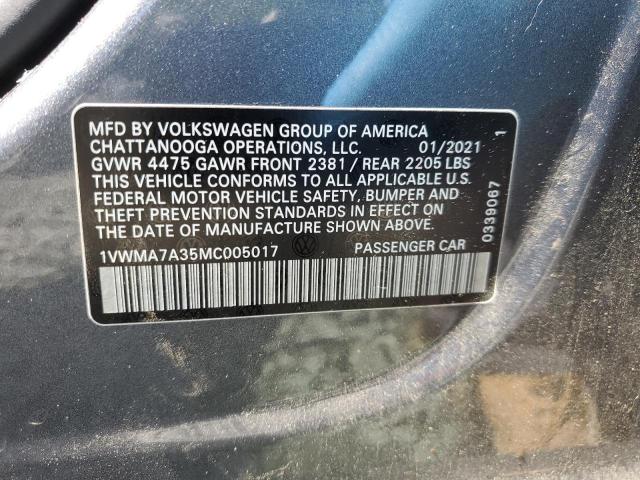 MFD BY VOLKSWAGEN GROUP OF AMERICA
CHATTANOOGA OPERATIONS, LLC. 01/2021
GVWR 4475 GAWR FRONT 2381 / REAR 2205 LBS
THIS VEHICLE CONFORMS TO ALL APPLICABLE U.S.
FEDERAL MOTOR VEHICLE SAFETY, BUMPER AND
THEFT PREVENTION STANDARDS IN EFFECT ON
THE DATE OF MANUFACTURE SHOWN ABOVE.
1VWMA7A35MC005017 PASSENGER CAR
0339067 1